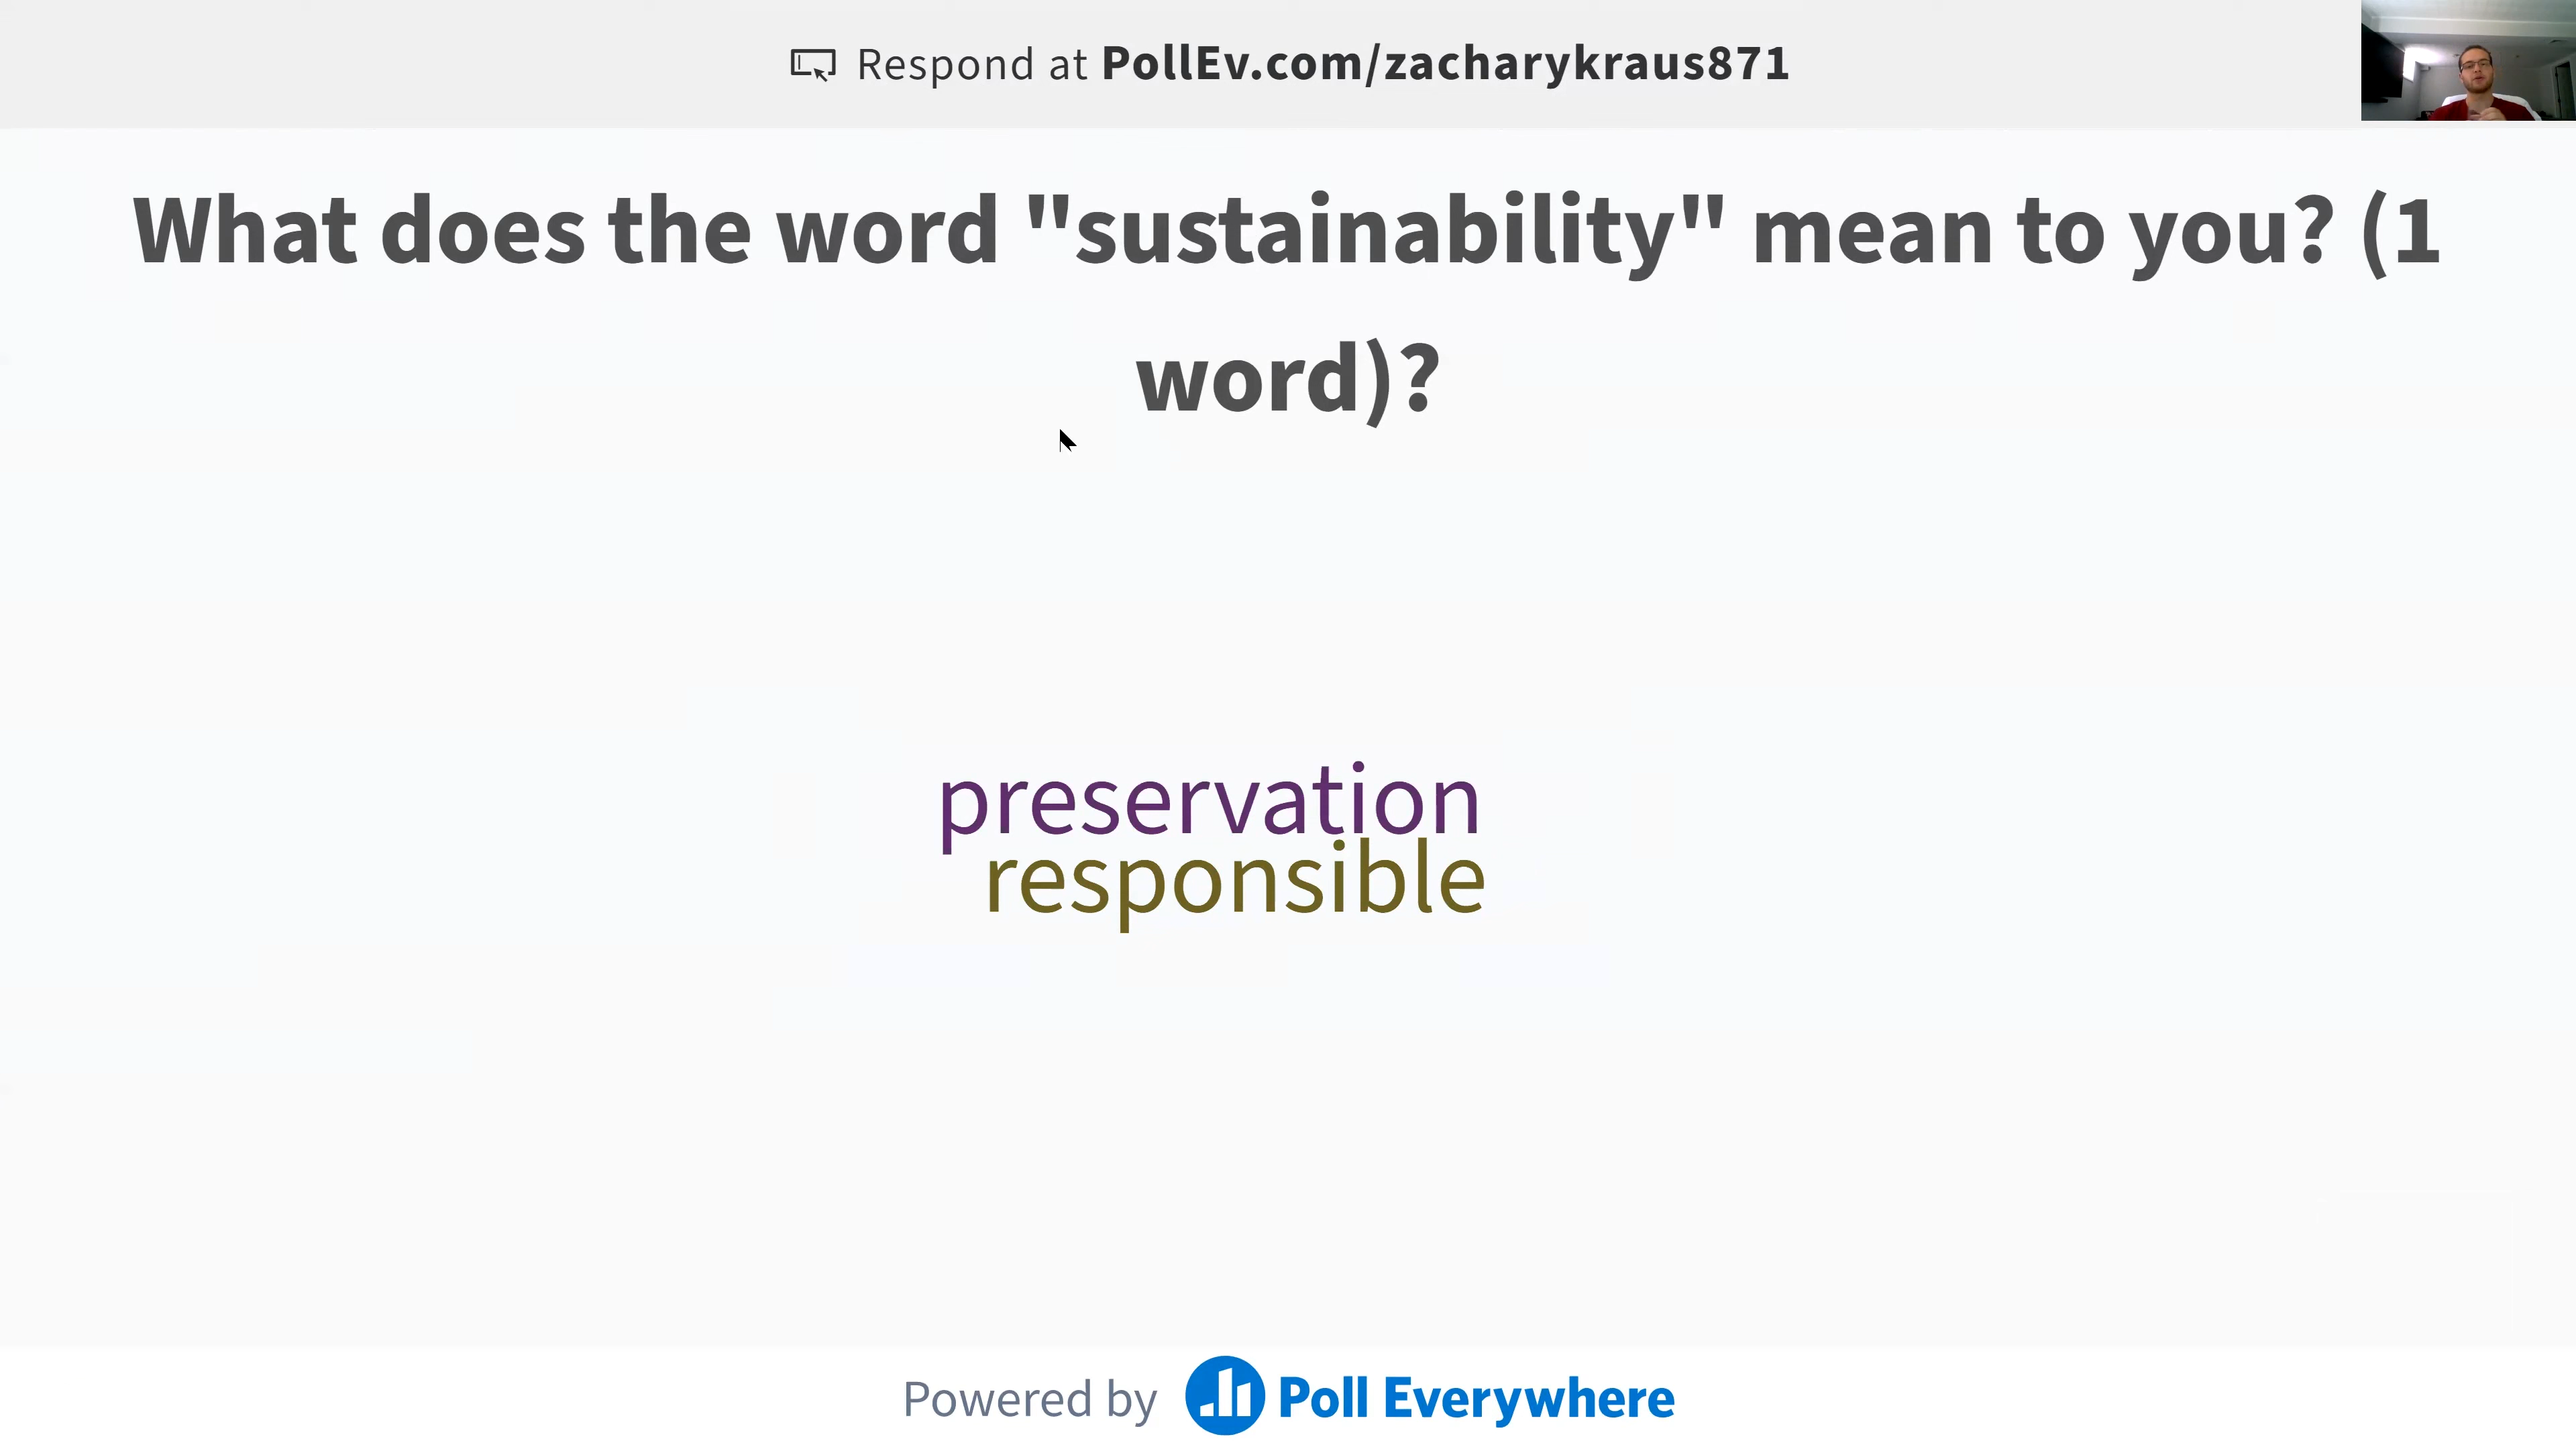 Respond at PollEv.com/zacharykraus871
What does the word "sustainability" mean to you? (1
word)?
preservation
responsible
Powered by Poll Everywhere